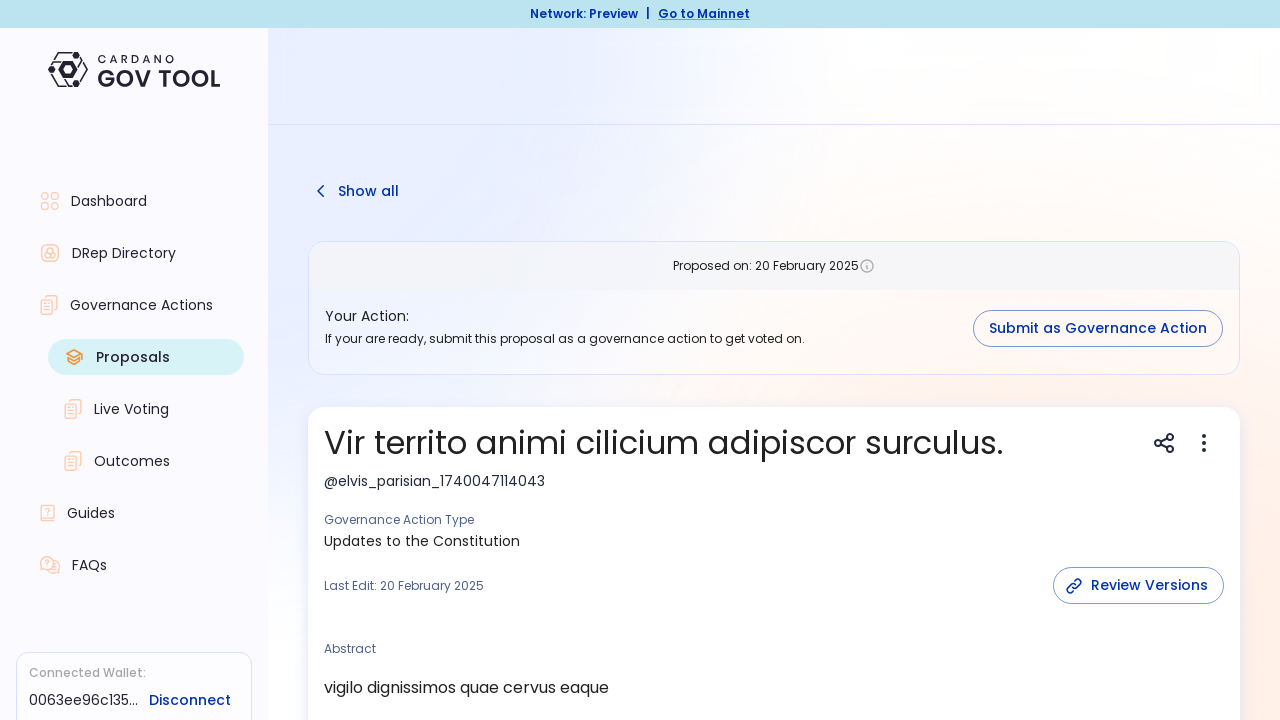 Network: Preview | Go to Mainnet
CARDANO
GOV TOOL
Dashboard
DRep Directory
Governance Actions
Proposals
Live Voting
Outcomes
Guides
FAQs
Connected Wallet:
0063ee96c135... Disconnect
Show all
Proposed on: 20 February 2025
Your Action:
If your are ready, submit this proposal as a governance action to get voted on.
Submit as Governance Action
Vir territo animi cilicium adipiscor surculus.
@elvis_parisian_1740047114043
Governance Action Type
Updates to the Constitution
Last Edit: 20 February 2025
Review Versions
Abstract
vigilo dignissimos quae cervus eaque